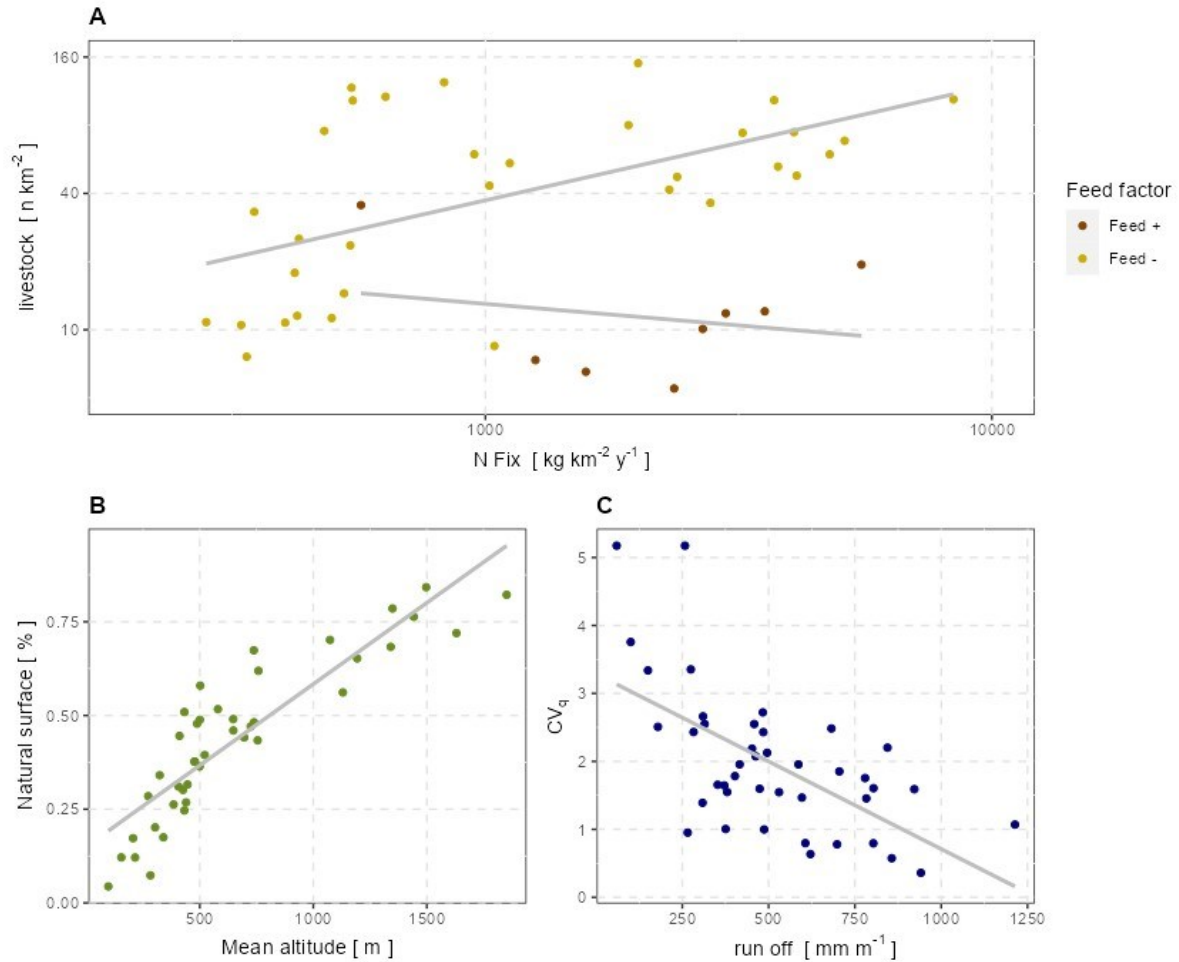 A
160
40
10
livestock [ n km⁻² ]
1000
10000
N Fix [ kg km⁻² y⁻¹ ]
Feed factor
Feed +
Feed -
B
0.75
0.50
0.25
0.00
Natural surface [ % ]
500
1000
1500
Mean altitude [ m ]
C
5
4
3
2
1
0
CVq
250
500
750
1000
1250
run off [ mm m⁻¹ ]